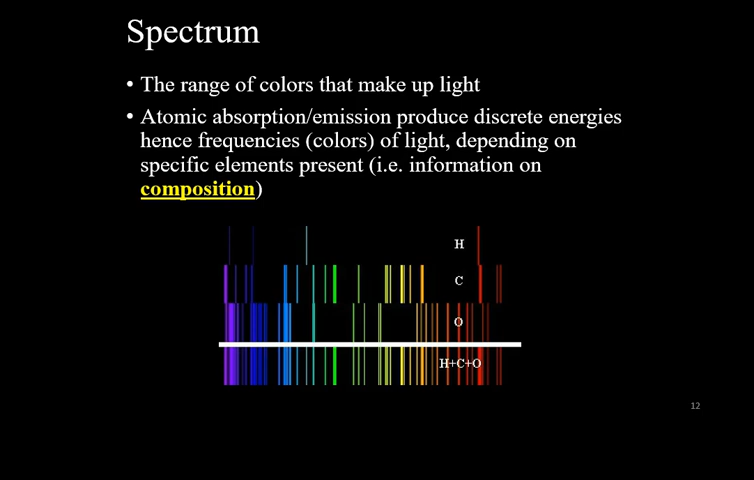 Spectrum
• The range of colors that make up light
• Atomic absorption/emission produce discrete energies
hence frequencies (colors) of light, depending on
specific elements present (i.e. information on
composition)
H
C
O
H+C+O
12